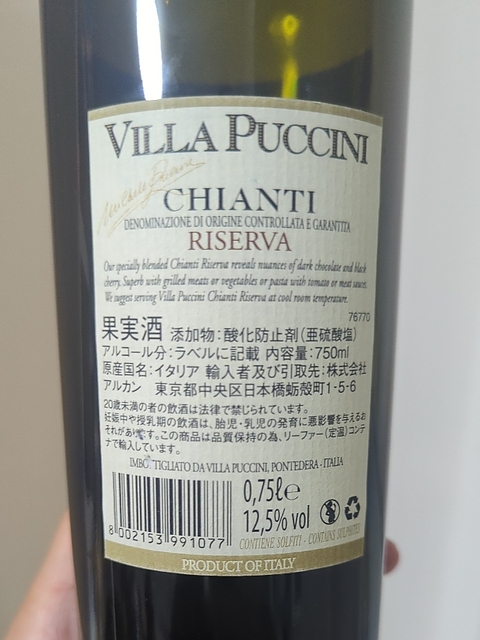 VILLA PUCCINI
CHIANTI
DENOMINAZIONE DI ORIGINE CONTROLLATA E GARANTITA
RISERVA
Our specially blended Chianti Riserva reveals nuances of dark chocolate and black
cherry. Superb with grilled meats or vegetables or pasta with tomato or meat sauce.
We suggest serving Villa Puccini Chianti Riserva at cool room temperature.
76770
果実酒 添加物:酸化防止剤(亜硫酸塩)
アルコール分:ラベルに記載 内容量:750ml
原産国名:イタリア 輸入者及び引取先:株式会社
アルカン 東京都中央区日本橋蛎殻町1-5-6
20歳未満の者の飲酒は法律で禁じられています。
妊娠中や授乳期の飲酒は、胎児・乳児の発育に悪影響を与えるお
それがあります。この商品は品質保持の為、リーファー(定温)コンテ
ナで輸入しています。
IMBOTTIGLIATO DA VILLA PUCCINI, PONTEDERA - ITALIA
0,75ℓ℮
12,5% vol
8 002153 991077
CONTIENE SOLFITI - CONTAINS SULPHITES
PRODUCT OF ITALY